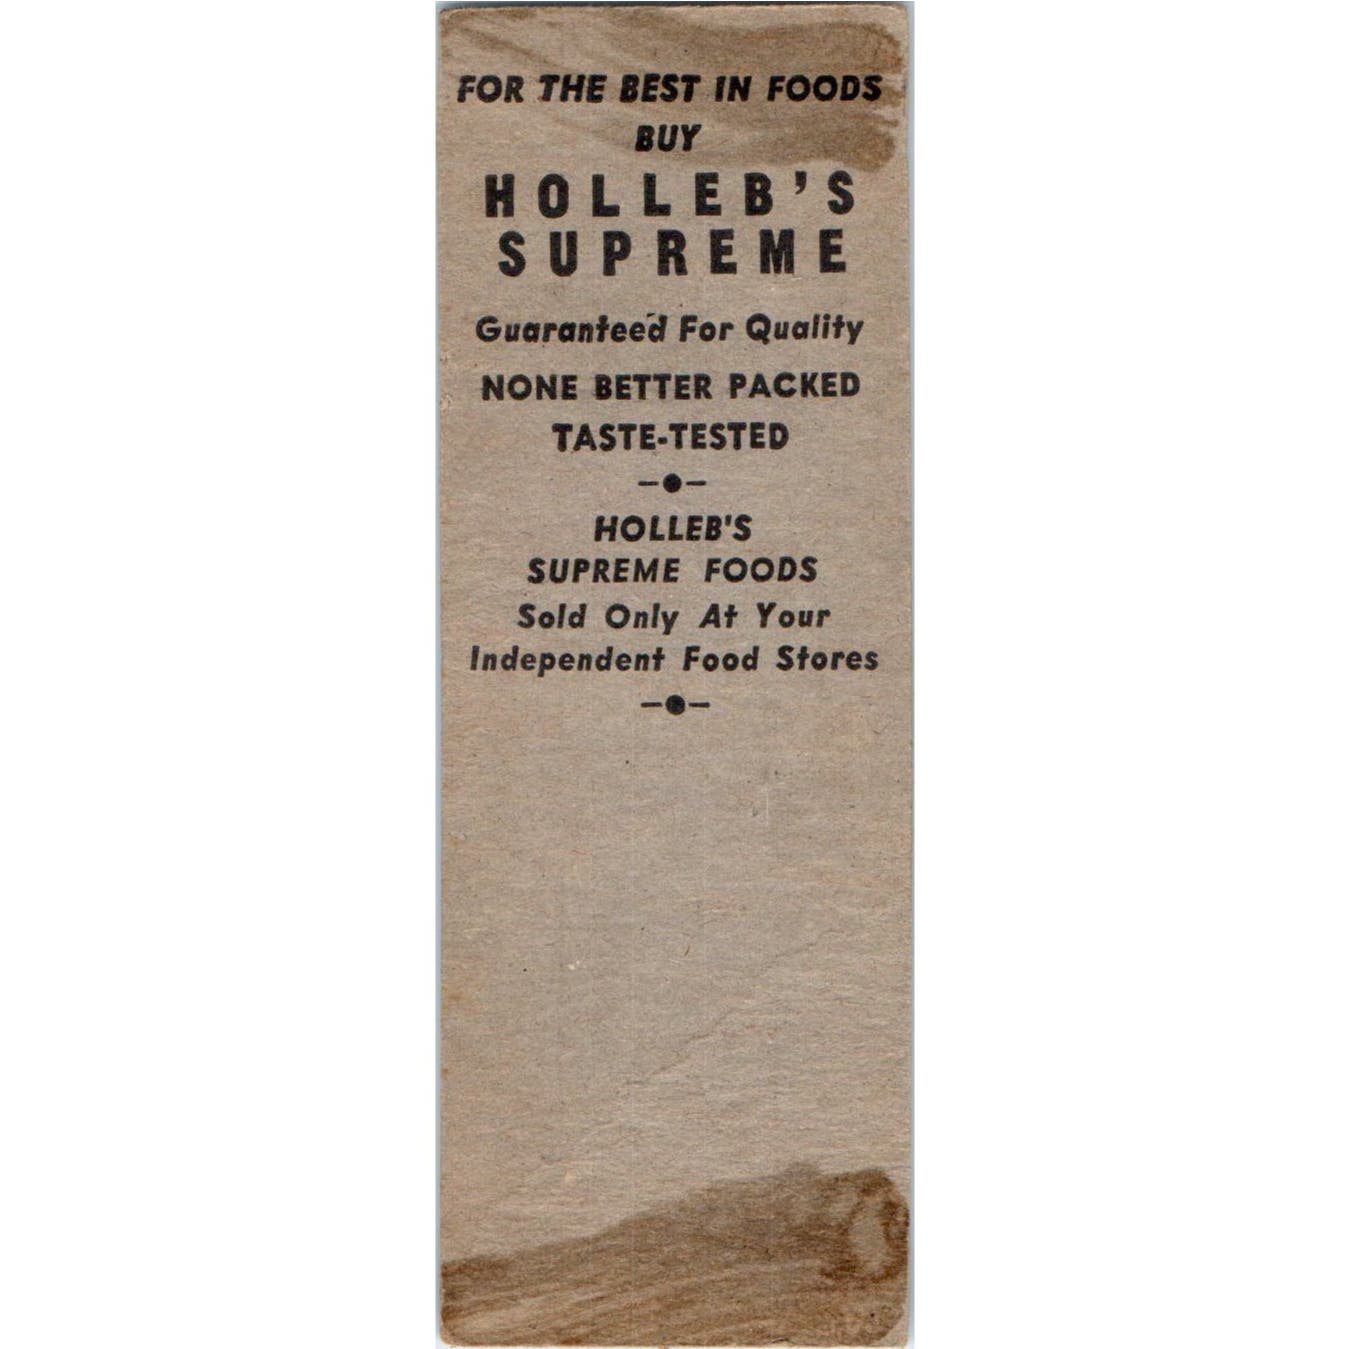 FOR THE BEST IN FOODS
BUY
HOLLEB'S
SUPREME
Guaranteed For Quality
NONE BETTER PACKED
TASTE-TESTED
HOLLEB'S
SUPREME FOODS
Sold Only At Your
Independent Food Stores